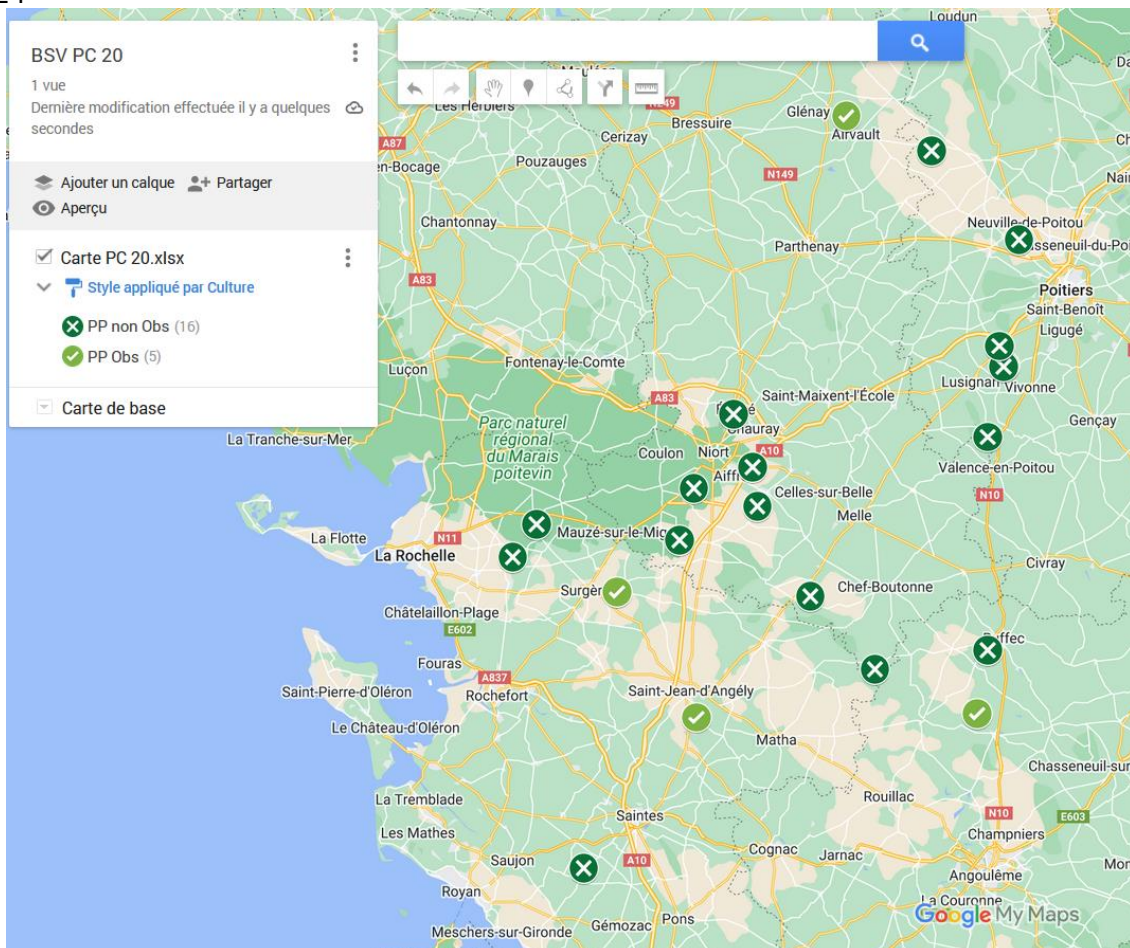 BSV PC 20
1 vue
Dernière modification effectuée il y a quelques
secondes
Ajouter un calque
Partager
Aperçu
Carte PC 20.xlsx
Style appliqué par Culture
PP non Obs (16)
PP Obs (5)
Carte de base
Loudun
Les Herbiers
N249
Bressuire
Glénay
Airvault
Cerizay
A87
en-Bocage
Pouzauges
N149
Neuville-de-Poitou
Chantonnay
Parthenay
A83
Poitiers
Saint-Benoît
Ligugé
Fontenay-le-Comte
Luçon
Lusignan
Vivonne
A83
Saint-Maixent-l'École
Chauray
Gençay
Parc naturel
régional
du Marais
poitevin
La Tranche-sur-Mer
Coulon
Niort
A10
Valence-en-Poitou
Celles-sur-Belle
N10
Melle
La Flotte
N11
La Rochelle
Civray
Chef-Boutonne
Châtelaillon-Plage
E602
Fouras
A837
Saint-Pierre-d'Oléron
Rochefort
Saint-Jean-d'Angély
Le Château-d'Oléron
Matha
La Tremblade
Rouillac
Les Mathes
Saintes
N10
E603
Champniers
Cognac
Jarnac
Saujon
A10
Angoulême
Royan
La Couronne
Google My Maps
Meschers-sur-Gironde
Gémozac
Pons